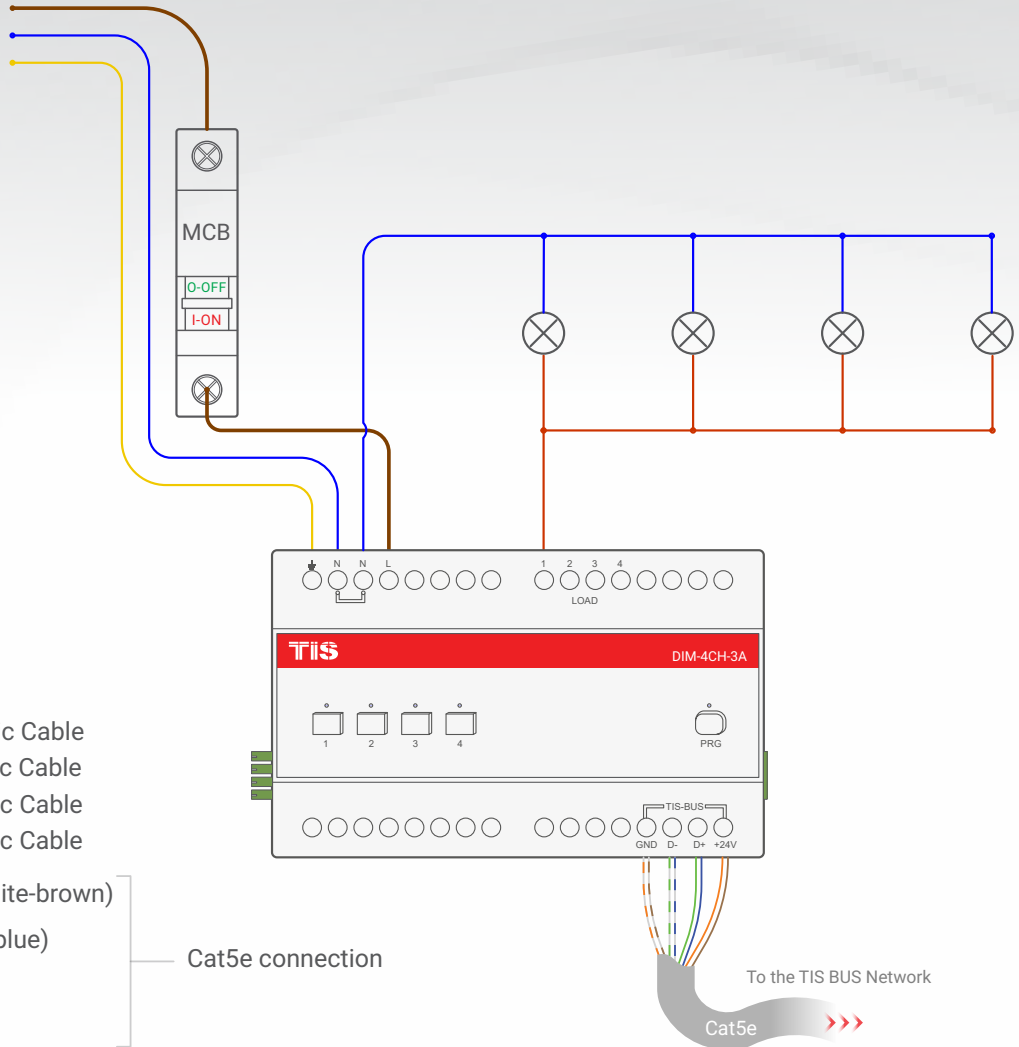 MCB
O-OFF
I-ON
N N L
1 2 3 4
LOAD
TIS
DIM-4CH-3A
1 2 3 4
PRG
TIS-BUS
GND D- D+ +24V
c Cable
c Cable
c Cable
c Cable
ite-brown)
blue)
Cat5e connection
To the TIS BUS Network
Cat5e